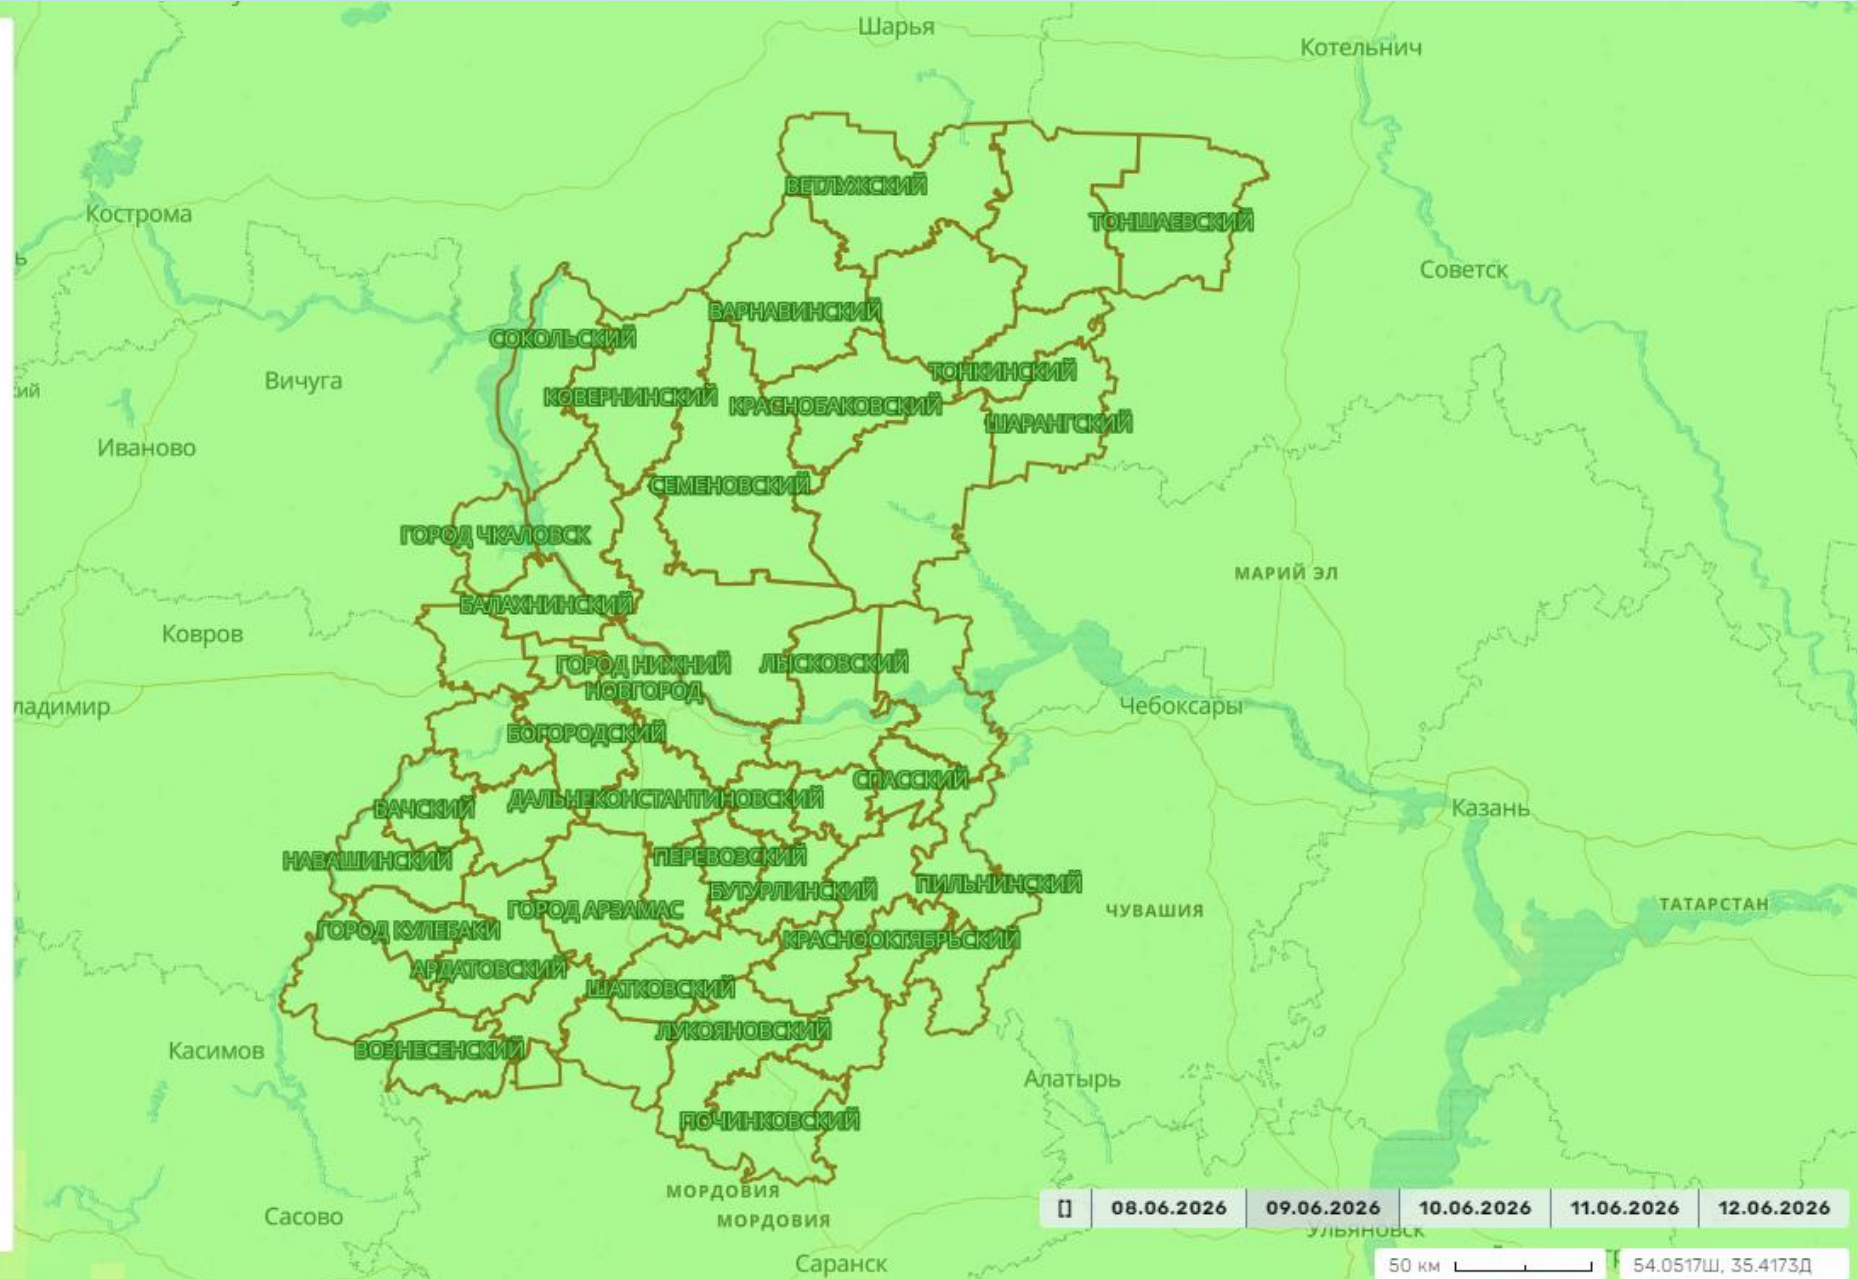 Шарья
Котельнич
ВЕТЛУЖСКИЙ
Кострома
ТОНШАЕВСКИЙ
Советск
ВАРНАВИНСКИЙ
СОКОЛЬСКИЙ
Вичуга
ТОНКИНСКИЙ
КОВЕРНИНСКИЙ
КРАСНОБАКОВСКИЙ
ШАРАНГСКИЙ
Иваново
СЕМЕНОВСКИЙ
ГОРОД ЧКАЛОВСК
МАРИЙ ЭЛ
БАЛАХНИНСКИЙ
Ковров
ГОРОД НИЖНИЙ
НОВГОРОД
ЛЫСКОВСКИЙ
ладимир
Чебоксары
БОГОРОДСКИЙ
СПАССКИЙ
ВАЧСКИЙ
ДАЛЬНЕКОНСТАНТИНОВСКИЙ
Казань
НАВАШИНСКИЙ
ПЕРЕВОЗСКИЙ
БУТУРЛИНСКИЙ
ПИЛЬНИНСКИЙ
ТАТАРСТАН
ГОРОД АРЗАМАС
ЧУВАШИЯ
ГОРОД КУЛЕБАКИ
КРАСНООКТЯБРЬСКИЙ
АРДАТОВСКИЙ
ШАТКОВСКИЙ
ЛУКОЯНОВСКИЙ
Касимов
ВОЗНЕСЕНСКИЙ
Алатырь
ПОЧИНКОВСКИЙ
МОРДОВИЯ
МОРДОВИЯ
Сасово
08.06.2026 09.06.2026 10.06.2026 11.06.2026 12.06.2026
Ульяновск
Саранск
50 км
54.0517Ш, 35.4173Д